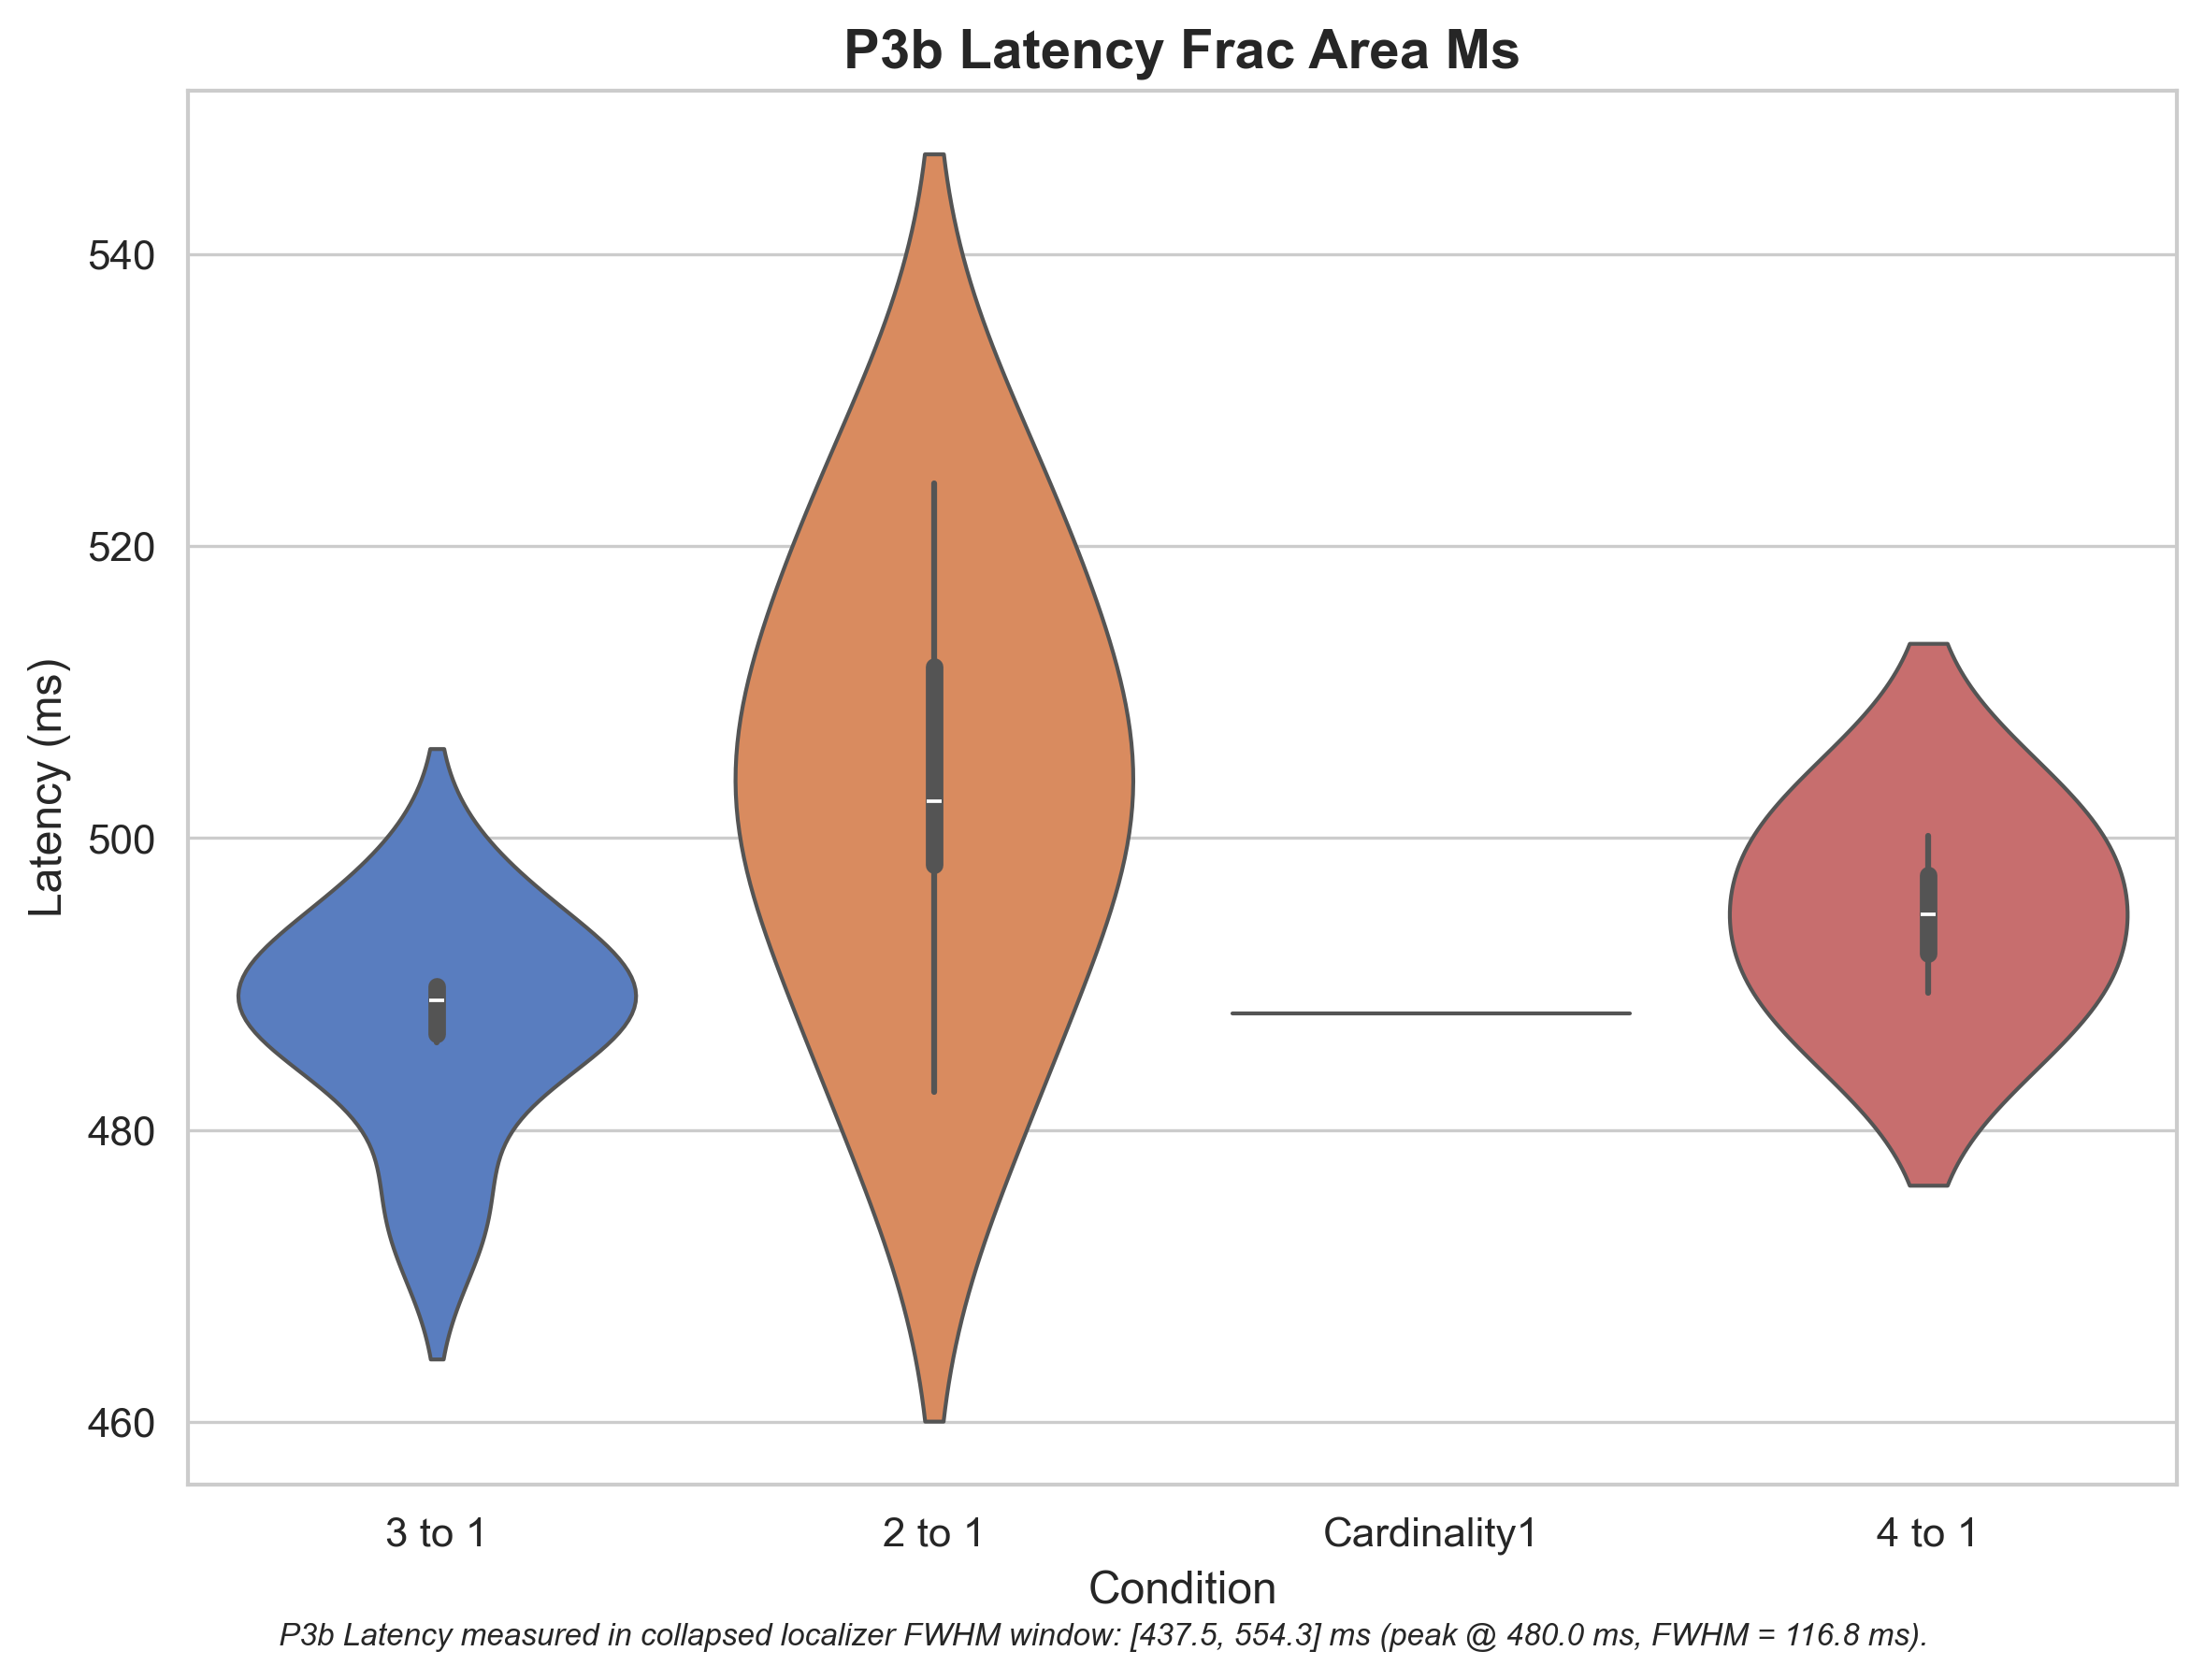 P3b Latency Frac Area Ms
Latency (ms)
540
520
500
480
460
3 to 1
2 to 1
Cardinality1
4 to 1
Condition
P3b Latency measured in collapsed localizer FWHM window: [437.5, 554.3] ms (peak @ 480.0 ms, FWHM = 116.8 ms).